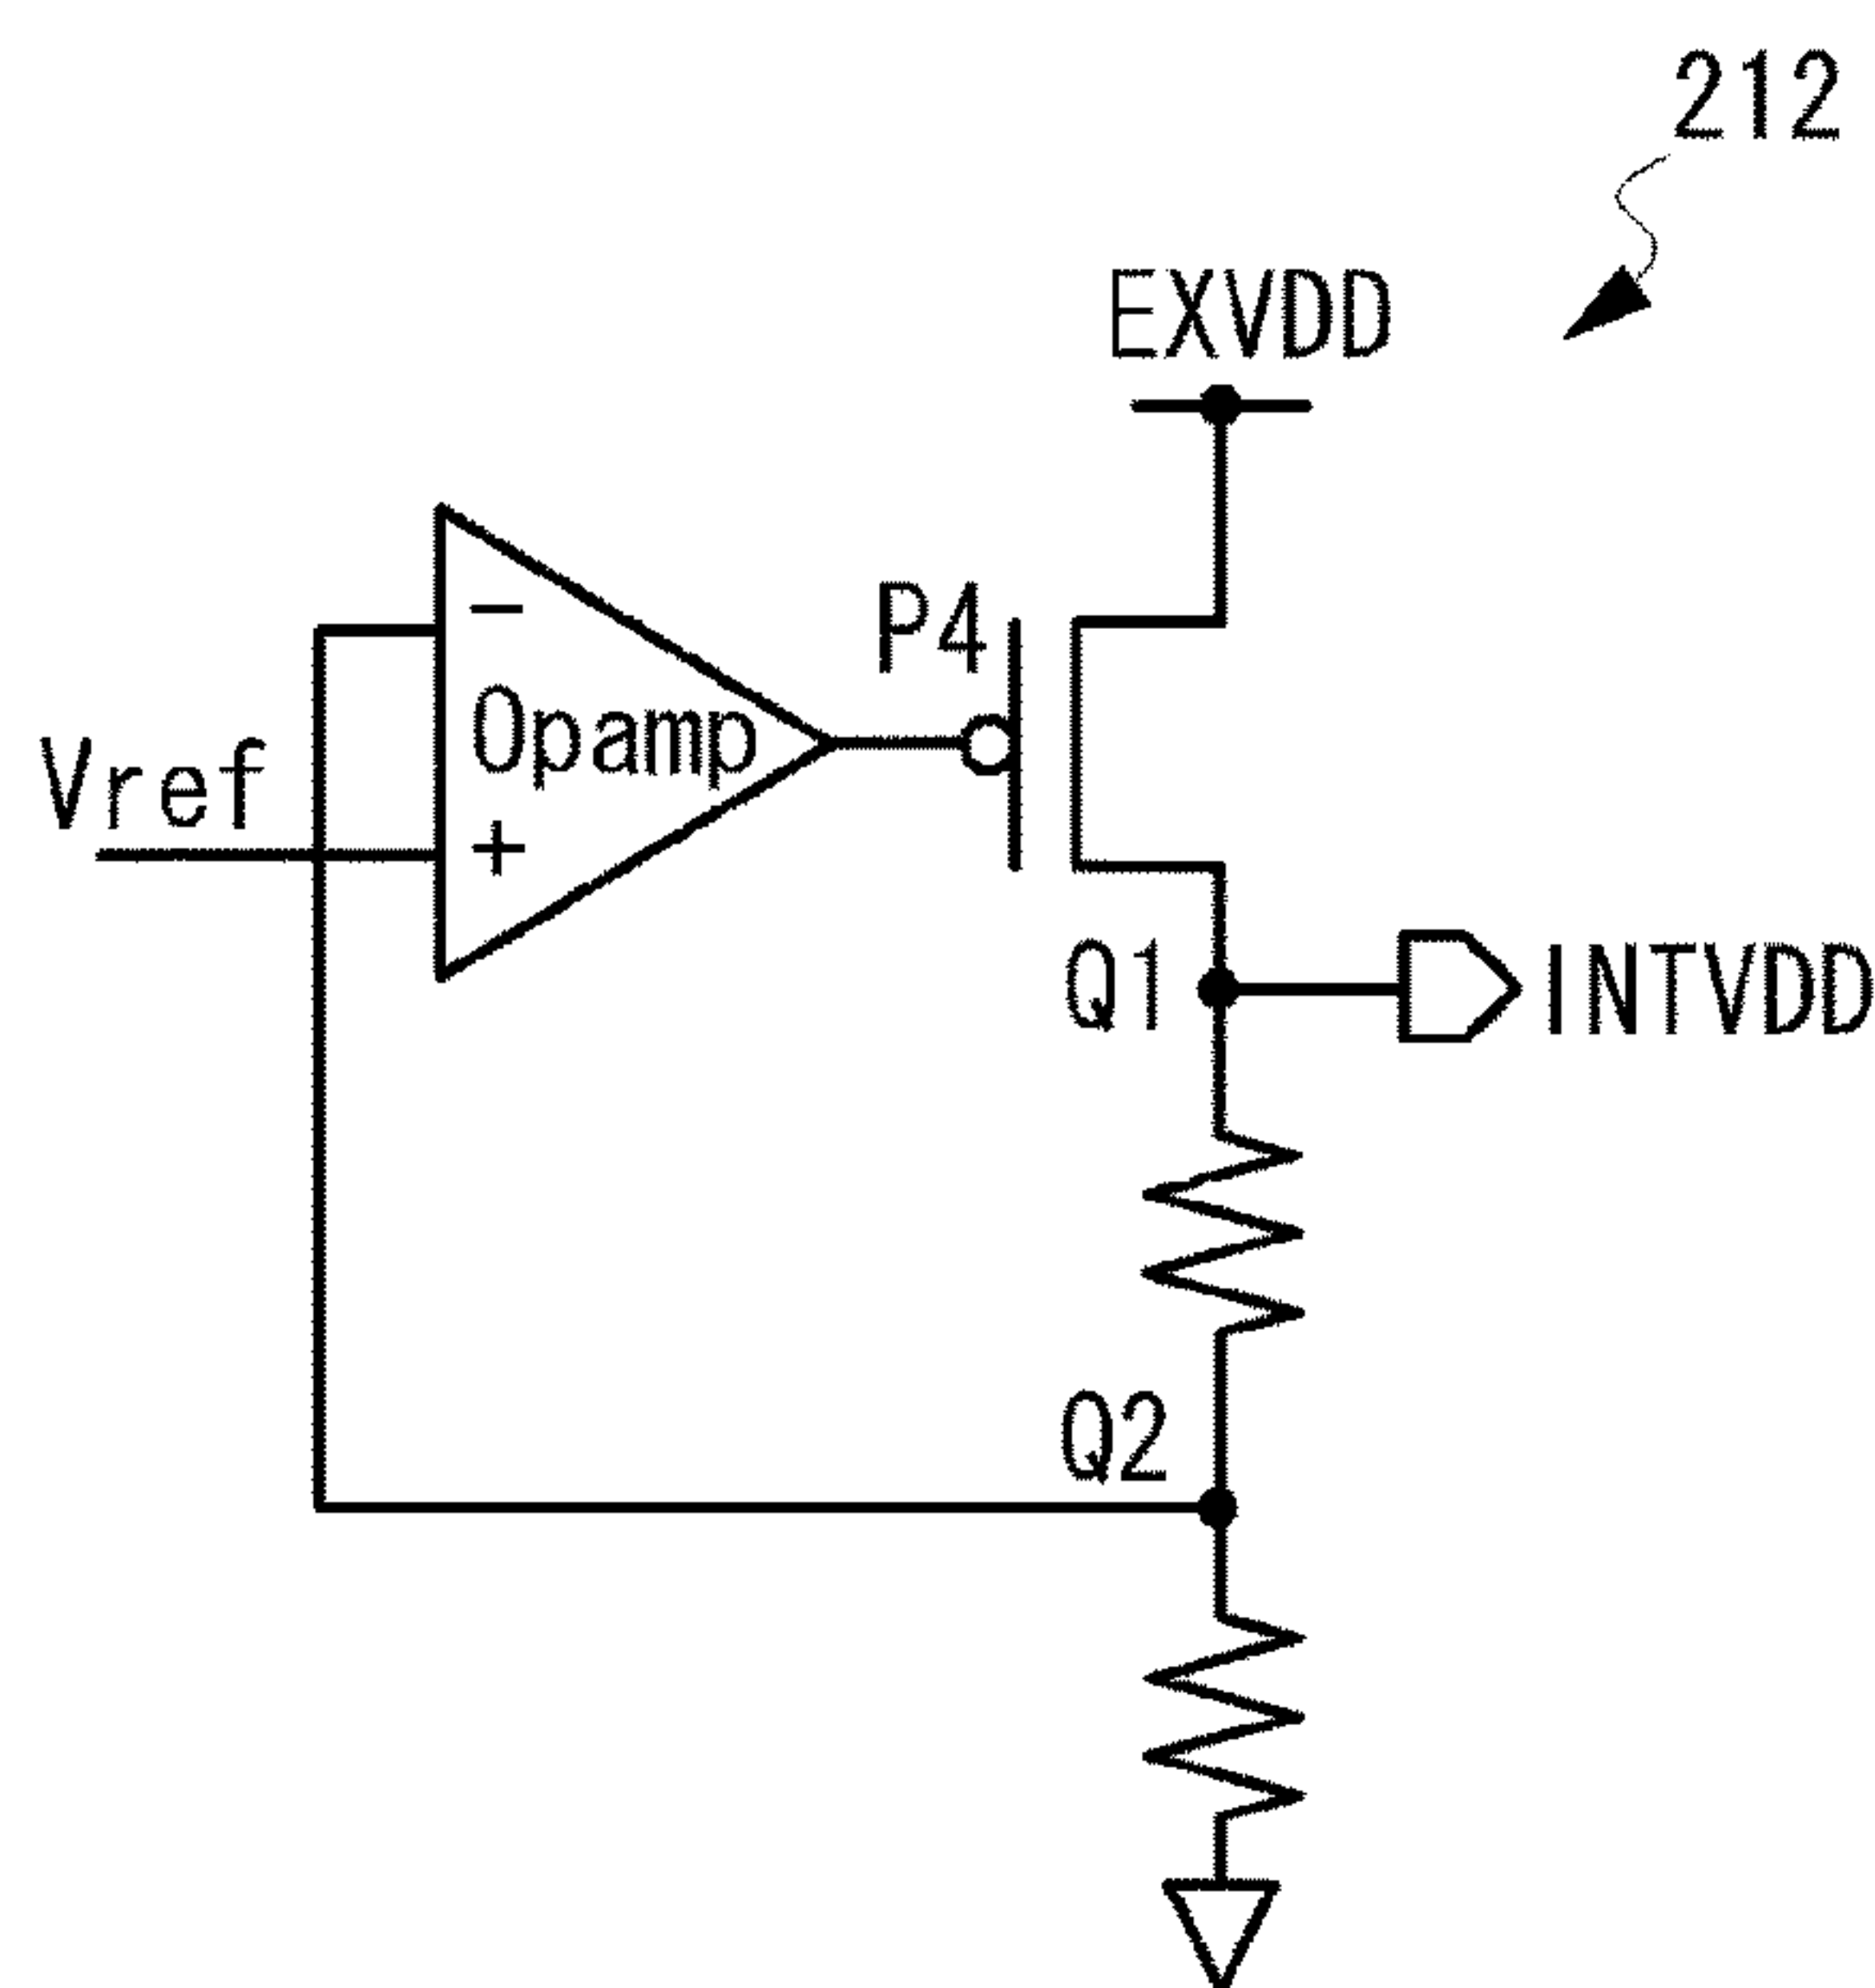 212
EXVDD
P4
−
Opamp
Vref
+
Q1
INTVDD
Q2